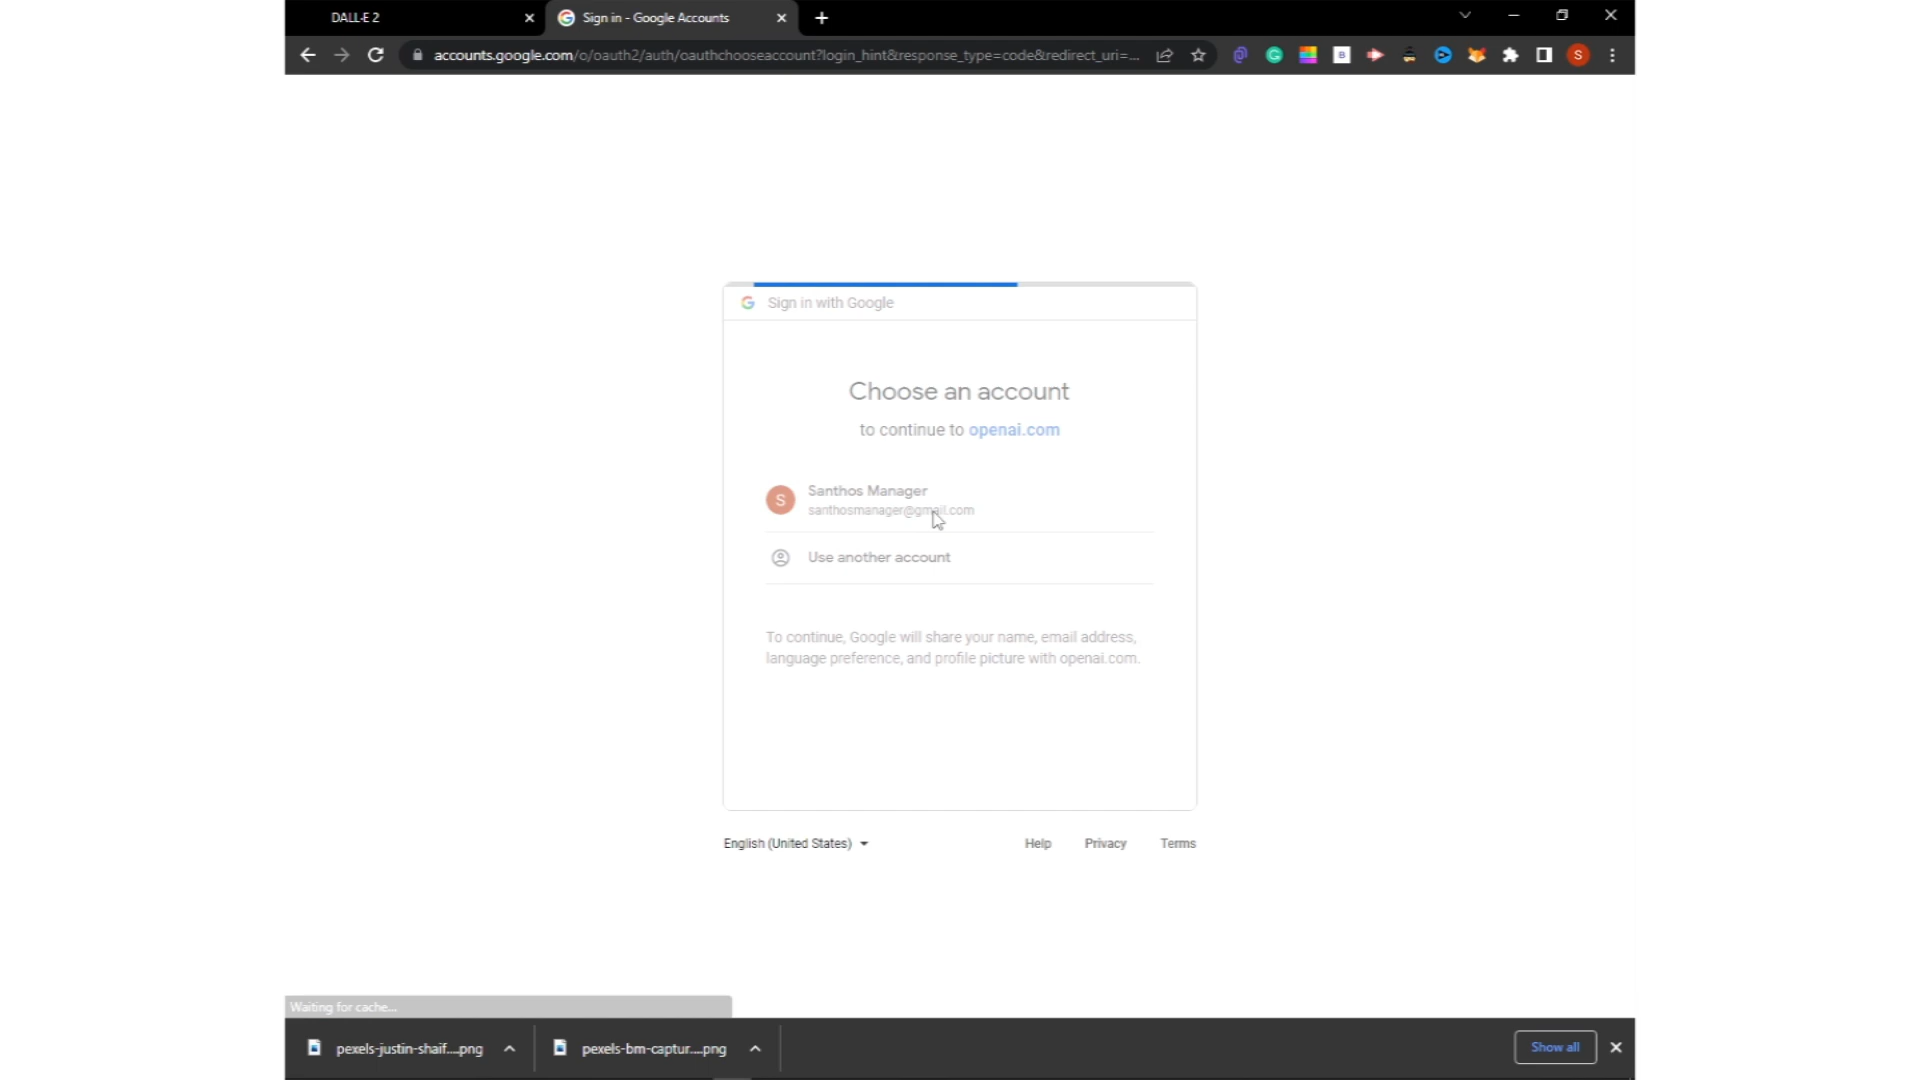 DALL·E 2
Sign in - Google Accounts
accounts.google.com/o/oauth2/auth/oauthchooseaccount?login_hint&response_type=code&redirect_uri=...
S
Sign in with Google
Choose an account
to continue to openai.com
S
Santhos Manager
santhosmanager@gmail.com
Use another account
To continue, Google will share your name, email address,
language preference, and profile picture with openai.com.
English (United States)
Help Privacy Terms
Waiting for cache...
pexels-justin-shaif....png
pexels-bm-captur....png
Show all